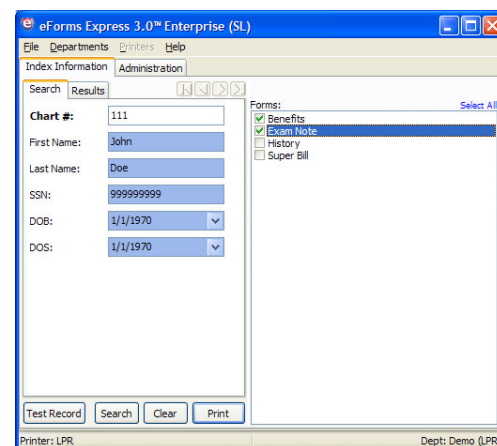 eForms Express 3.0™ Enterprise (SL)
File Departments Printers Help
Index Information Administration
Search Results
Chart #: 111
First Name: John
Last Name: Doe
SSN: 999999999
DOB: 1/1/1970
DOS: 1/1/1970
Forms: Select All
Benefits
Exam Note
History
Super Bill
Test Record Search Clear Print
Printer: LPR Dept: Demo (LPR